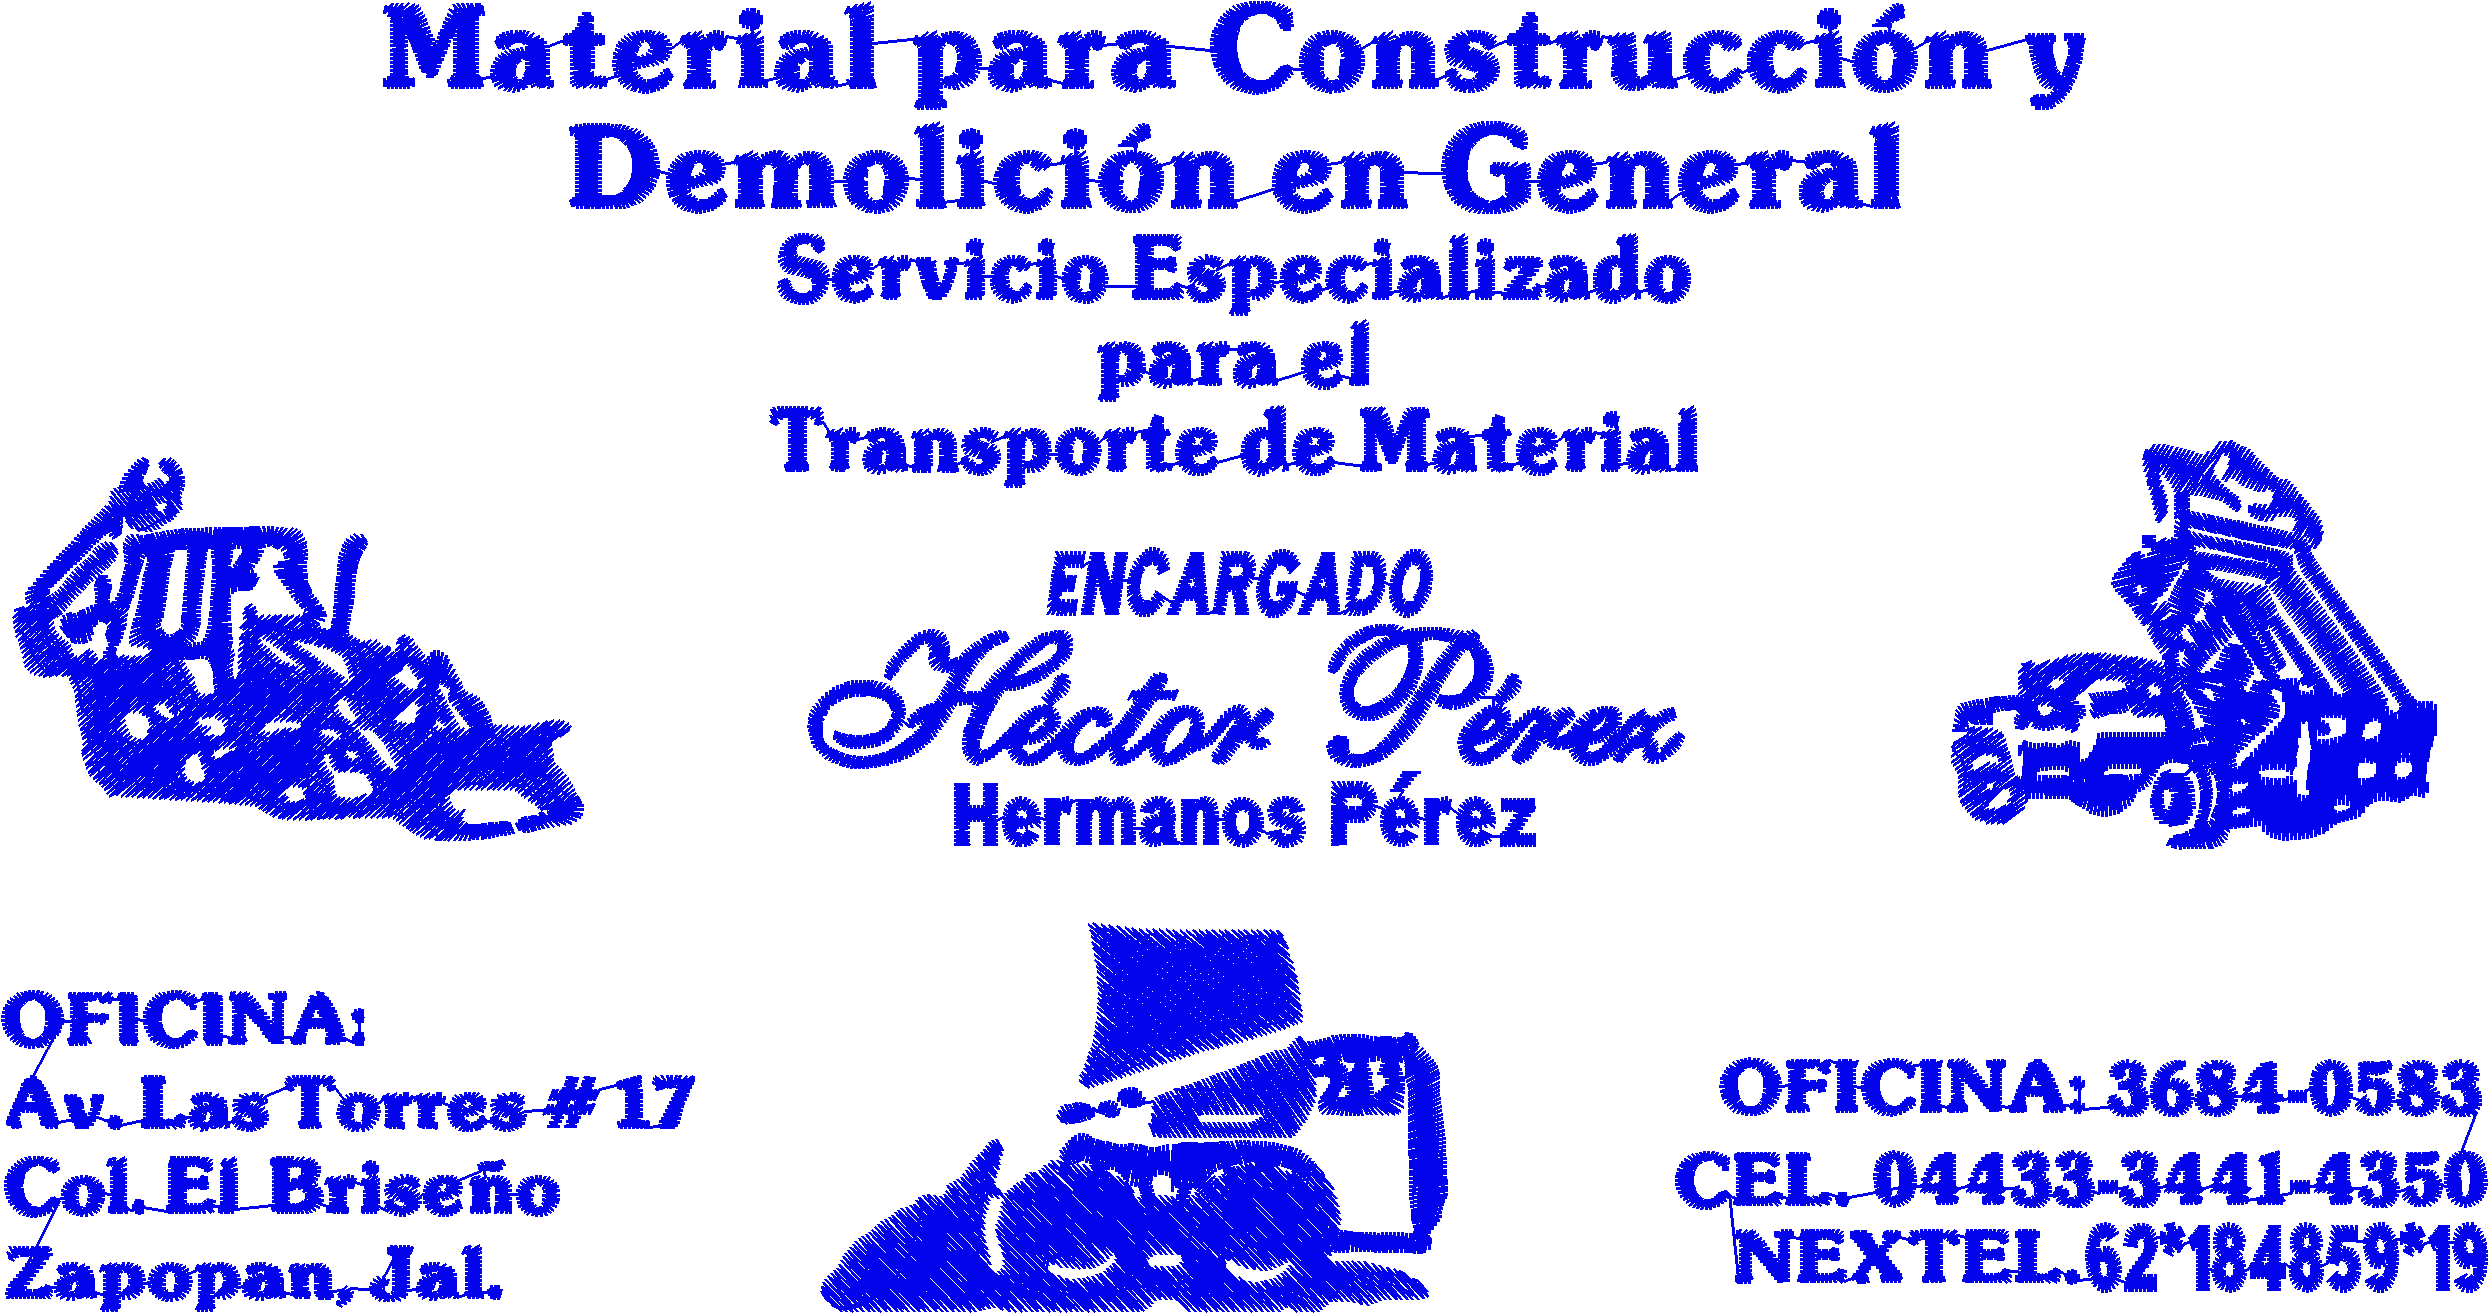 Material para Construcción y
Demolición en General
Servicio Especializado
para el
Transporte de Material
ENCARGADO
Héctor Pérez
Hermanos Pérez
OFICINA:
Av. Las Torres # 17
Col. El Briseño
Zapopan, Jal.
OFICINA: 3684-0583
CEL. 04433-3441-4350
NEXTEL. 62*184859*19